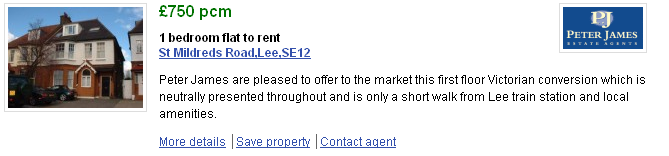 £750 pcm
1 bedroom flat to rent
St Mildreds Road,Lee,SE12
PJ
PETER JAMES
ESTATE AGENTS
Peter James are pleased to offer to the market this first floor Victorian conversion which is
neutrally presented throughout and is only a short walk from Lee train station and local
amenities.
More details | Save property | Contact agent